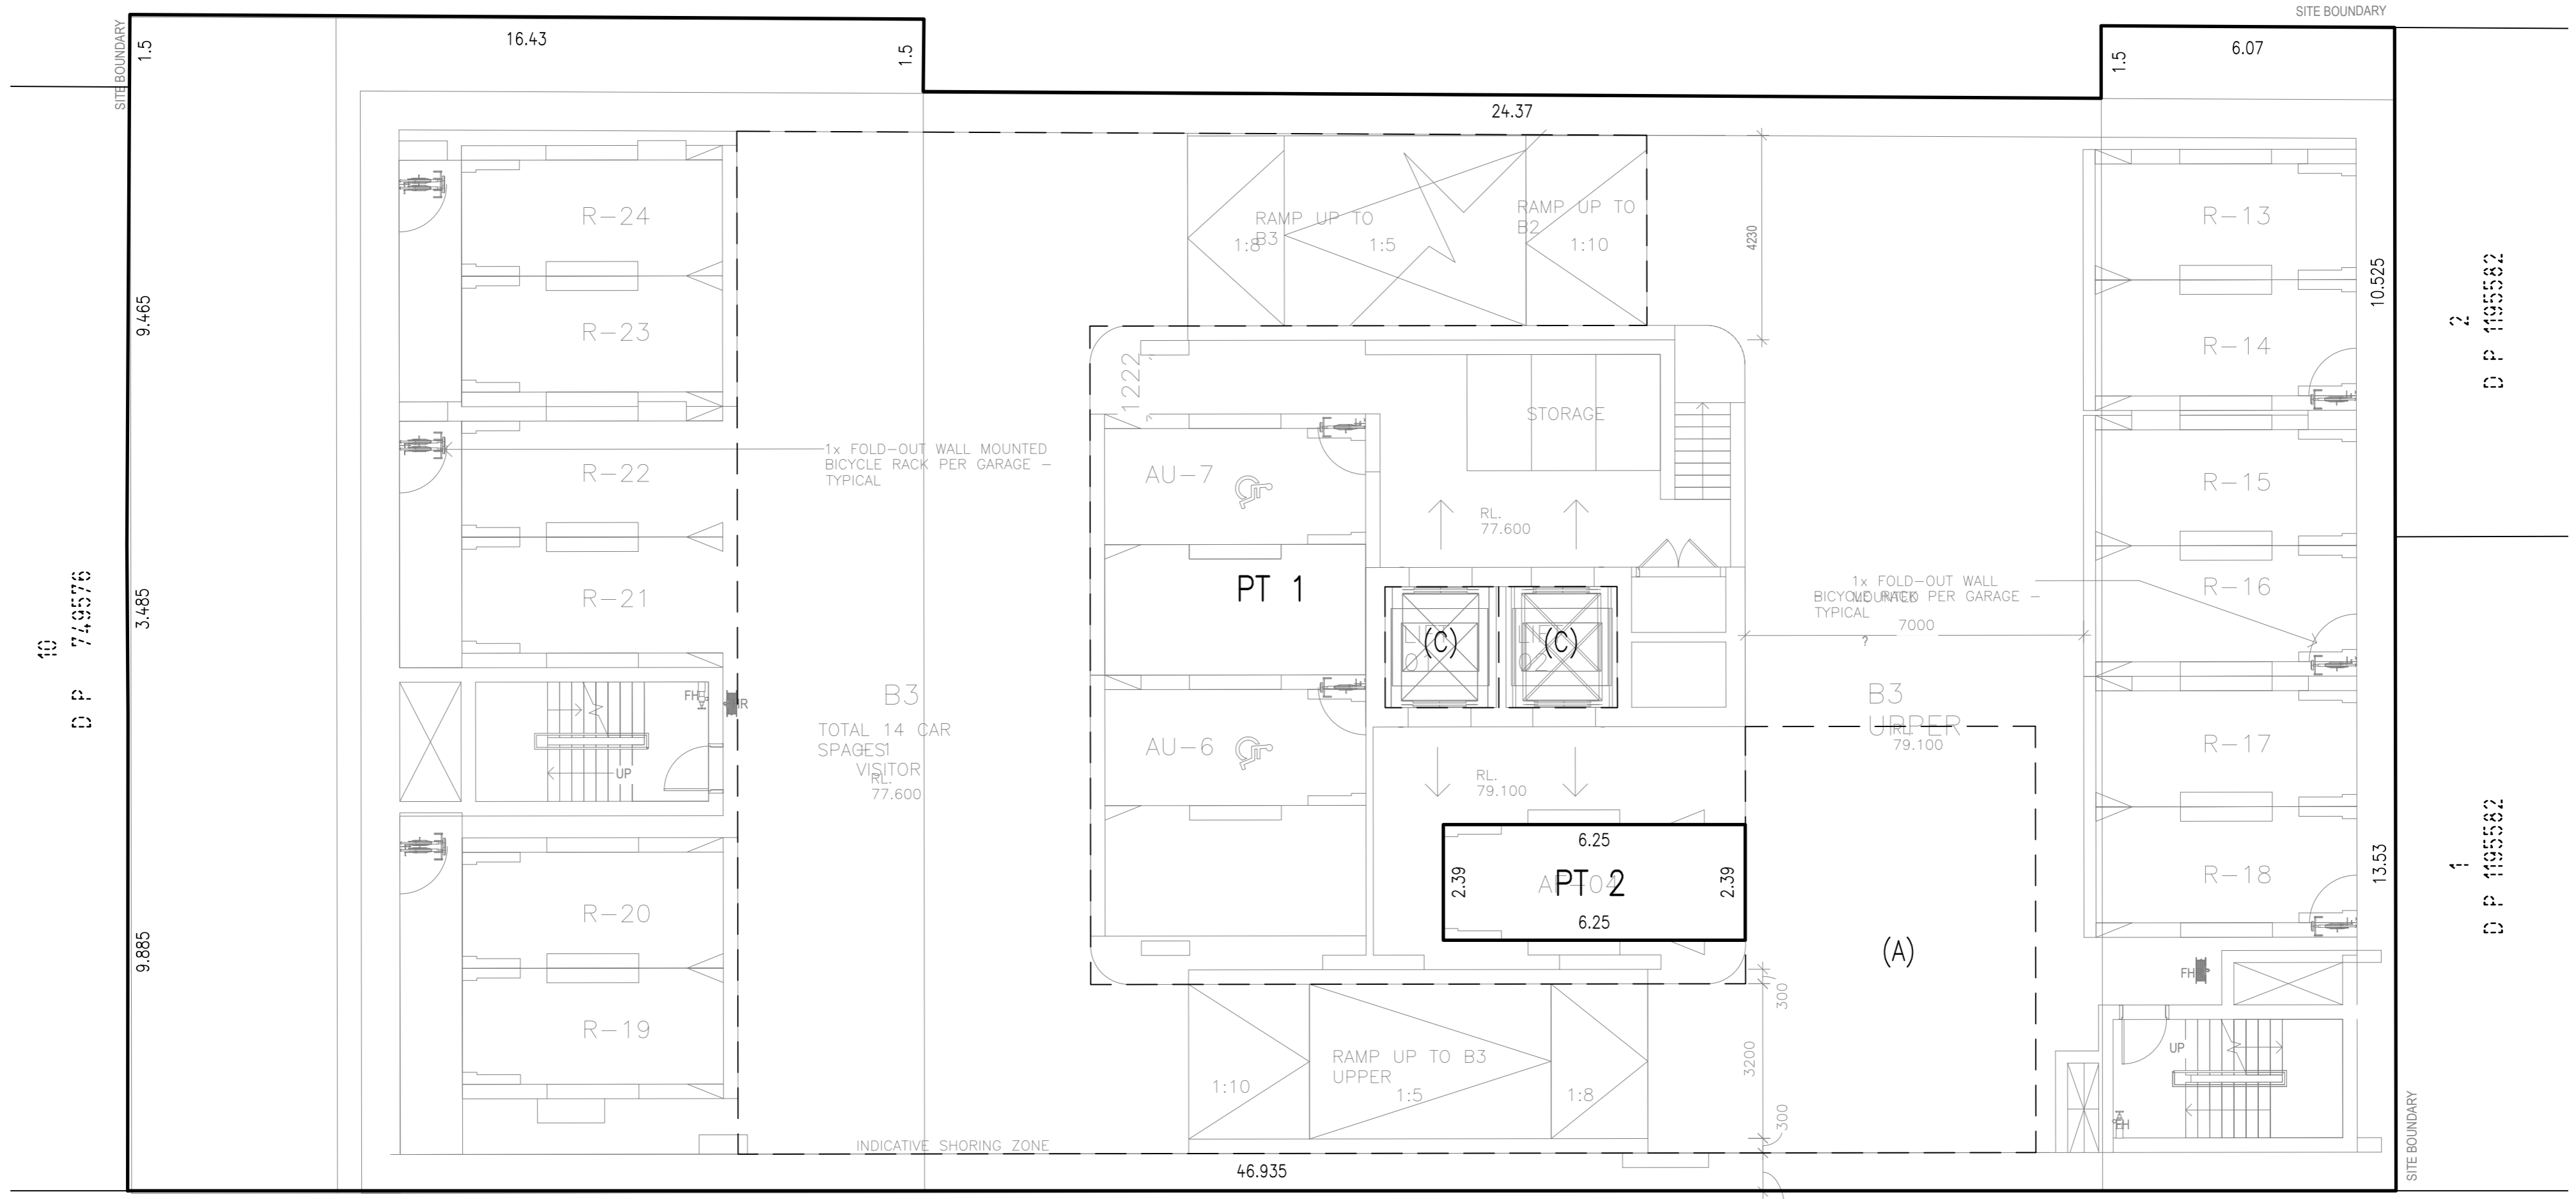 SITE BOUNDARY
SITE BOUNDARY
1.5
16.43
1.5
1.5
6.07
24.37
R-24
RAMP UP TO
B3
1:8
1:5
RAMP UP TO
B2
1:10
4230
R-13
10.525
2
D P 1195582
9.465
R-23
R-14
1222
STORAGE
1x FOLD-OUT WALL MOUNTED
BICYCLE RACK PER GARAGE -
TYPICAL
R-22
AU-7
R-15
RL.
77.600
10
D P 749576
3.485
R-21
PT 1
(C)
(C)
1x FOLD-OUT WALL
MOUNTED
BICYCLE RACK PER GARAGE -
TYPICAL
7000
?
R-16
FH
B3
TOTAL 14 CAR
SPACES
VISITOR
RL.
77.600
B3
UPPER
RL.
79.100
UP
AU-6
RL.
79.100
R-17
1
D P 1195582
6.25
2.39
PT 2
2.39
6.25
R-18
13.53
9.885
R-20
(A)
FH
300
R-19
RAMP UP TO B3
UPPER
1:10
1:5
1:8
3200
UP
300
INDICATIVE SHORING ZONE
46.935
SITE BOUNDARY